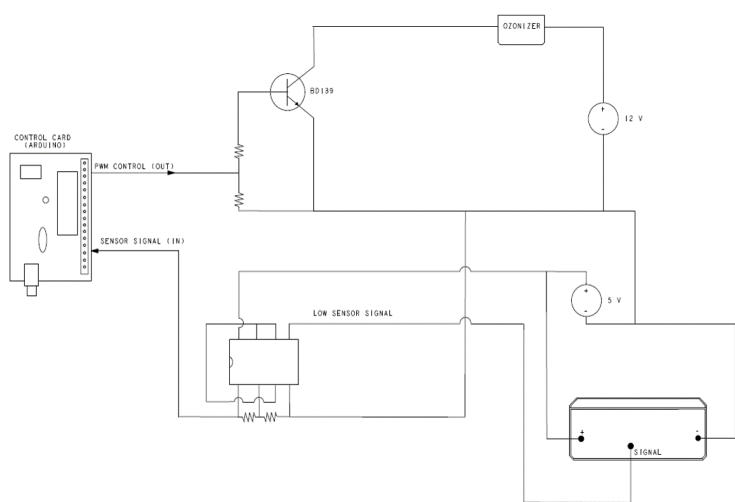 OZONIZER
BD139
+
12 V
-
CONTROL CARD
(ARDUINO)
PWM CONTROL (OUT)
SENSOR SIGNAL (IN)
+
5 V
-
LOW SENSOR SIGNAL
+
-
SIGNAL